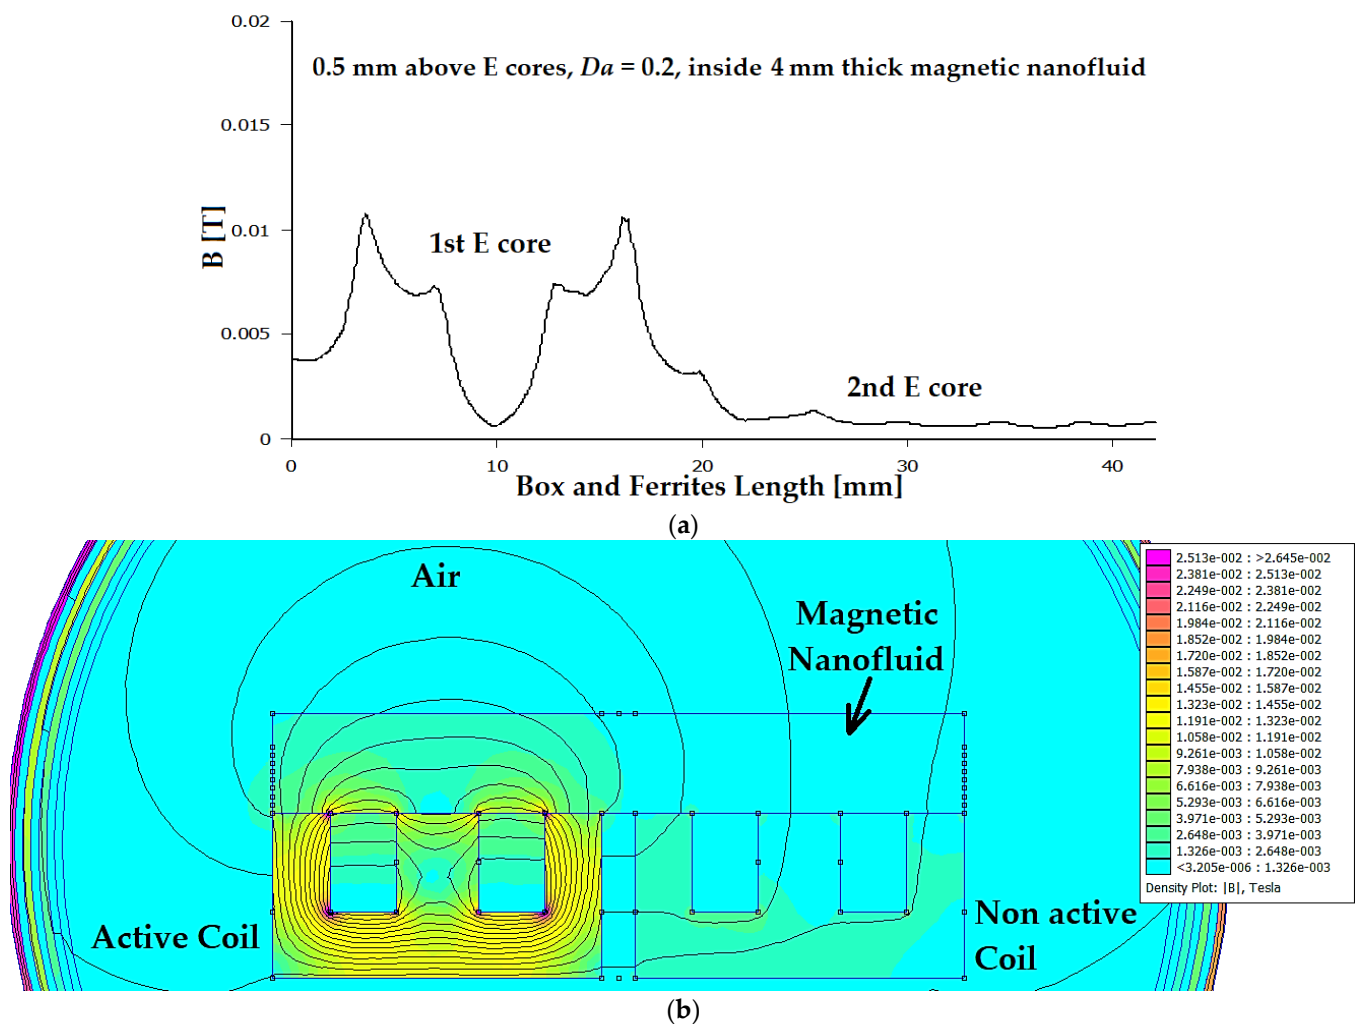 0.02
0.5 mm above E cores, Da = 0.2, inside 4 mm thick magnetic nanofluid
0.015
B [T]
0.01
1st E core
0.005
2nd E core
0
0 10 20 30 40
Box and Ferrites Length [mm]
(a)
Air
Magnetic
Nanofluid
Active Coil
Non active
Coil
2.513e-002 : >2.645e-002
2.381e-002 : 2.513e-002
2.249e-002 : 2.381e-002
2.116e-002 : 2.249e-002
1.984e-002 : 2.116e-002
1.852e-002 : 1.984e-002
1.720e-002 : 1.852e-002
1.587e-002 : 1.720e-002
1.455e-002 : 1.587e-002
1.323e-002 : 1.455e-002
1.191e-002 : 1.323e-002
1.058e-002 : 1.191e-002
9.261e-003 : 1.058e-002
7.938e-003 : 9.261e-003
6.616e-003 : 7.938e-003
5.293e-003 : 6.616e-003
3.971e-003 : 5.293e-003
2.648e-003 : 3.971e-003
1.326e-003 : 2.648e-003
<3.205e-006 : 1.326e-003
Density Plot: |B|, Tesla
(b)